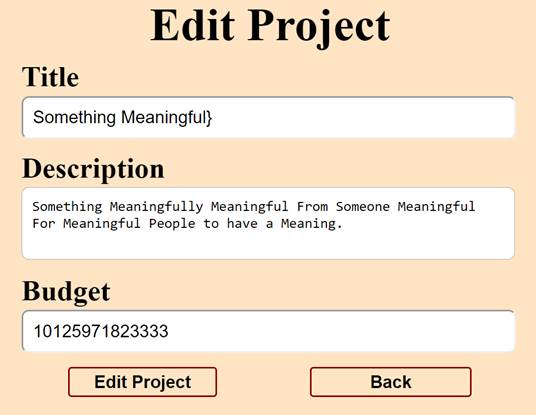 Edit Project
Title
Something Meaningful}
Description
Something Meaningfully Meaningful From Someone Meaningful
For Meaningful People to have a Meaning.
Budget
10125971823333
Edit Project
Back